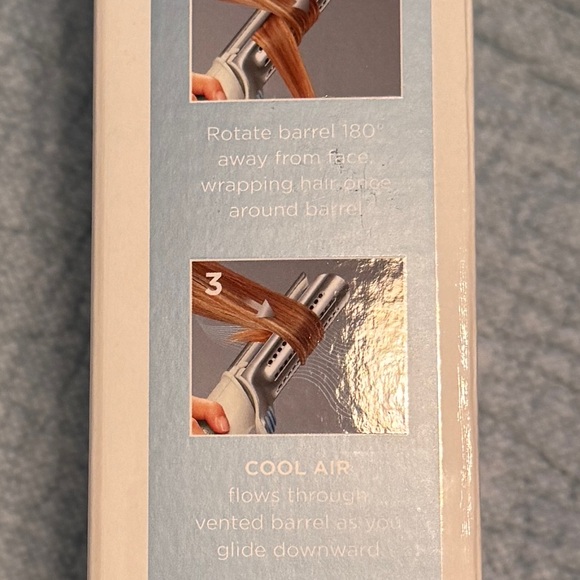 Rotate barrel 180°
away from face,
wrapping hair once
around barrel
3
COOL AIR
flows through
vented barrel as you
glide downward